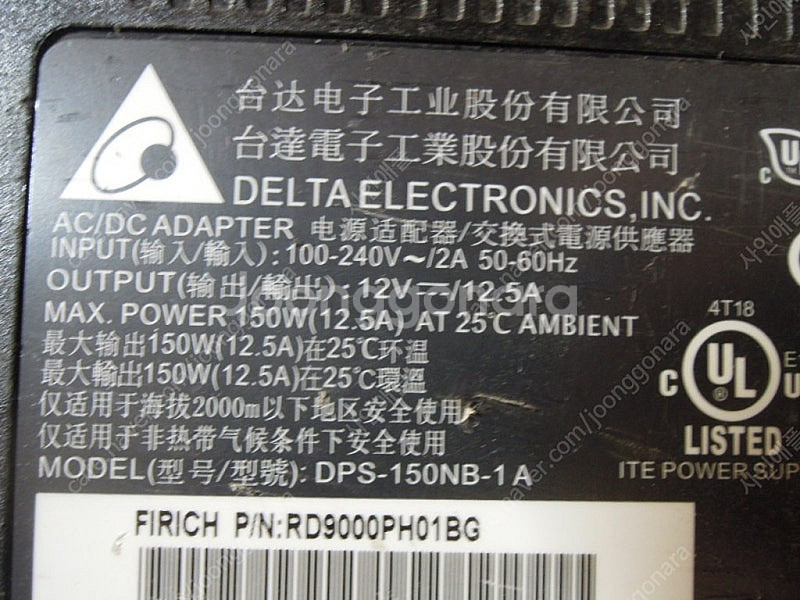 台达电子工业股份有限公司
台達電子工業股份有限公司
DELTA ELECTRONICS, INC.
AC/DC ADAPTER 电源适配器/交換式電源供應器
INPUT(输入/輸入): 100-240V~/2A 50-60Hz
OUTPUT(输出/輸出): 12V⎓/12.5A
MAX. POWER 150W(12.5A) AT 25℃ AMBIENT
最大输出150W(12.5A)在25℃环温
最大輸出150W(12.5A)在25℃環溫
仅适用于海拔2000m以下地区安全使用
仅适用于非热带气候条件下安全使用
MODEL(型号/型號): DPS-150NB-1 A
4T18
C UL ®
LISTED
ITE POWER SUP
FIRICH P/N:RD9000PH01BG
joonggonara